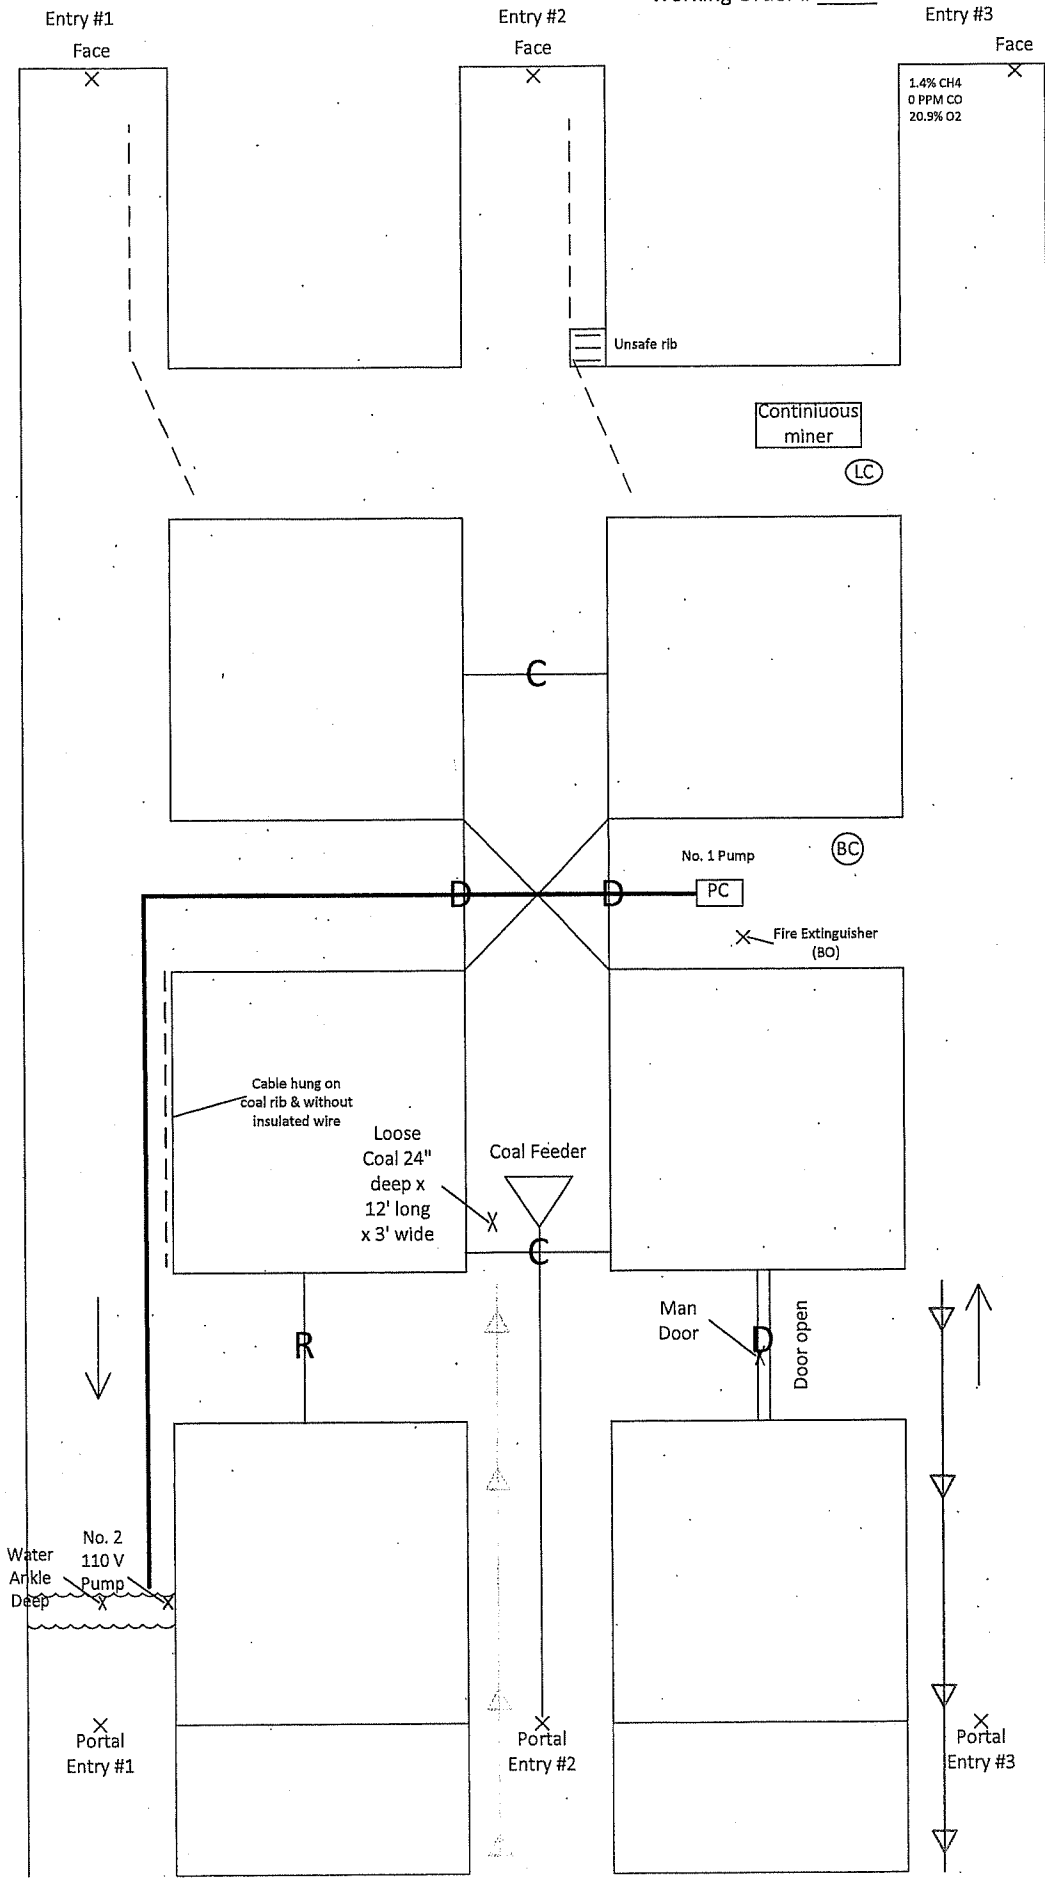 Entry #1
Entry #2
Entry #3
Face
Face
Face
1.4% CH4
0 PPM CO
20.9% O2
Unsafe rib
Continiuous
miner
LC
C
No. 1 Pump
BC
D
D
PC
Fire Extinguisher
(BO)
Cable hung on
coal rib & without
insulated wire
Loose
Coal 24"
deep x
12' long
x 3' wide
Coal Feeder
C
R
Man
Door
D
Door open
Water
Ankle
Deep
No. 2
110 V
Pump
Portal
Entry #1
Portal
Entry #2
Portal
Entry #3